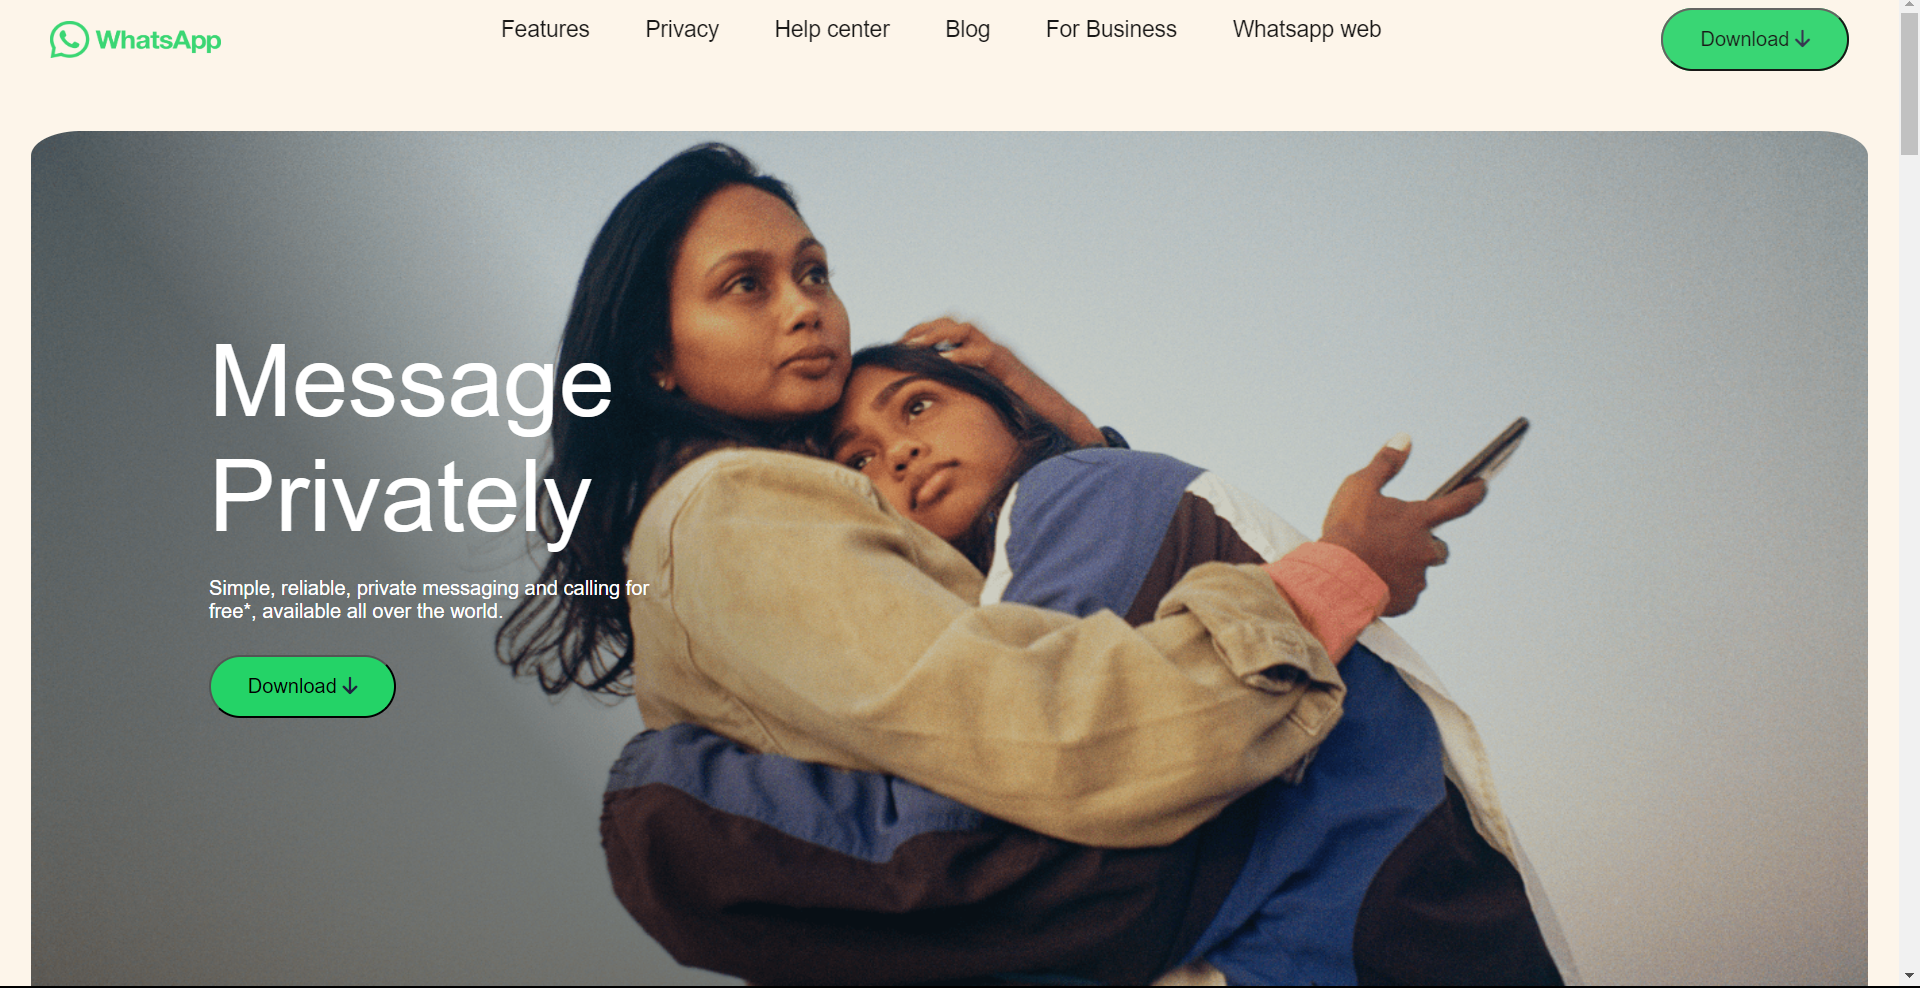 WhatsApp
Features
Privacy
Help center
Blog
For Business
Whatsapp web
Download
Message
Privately
Simple, reliable, private messaging and calling for
free*, available all over the world.
Download